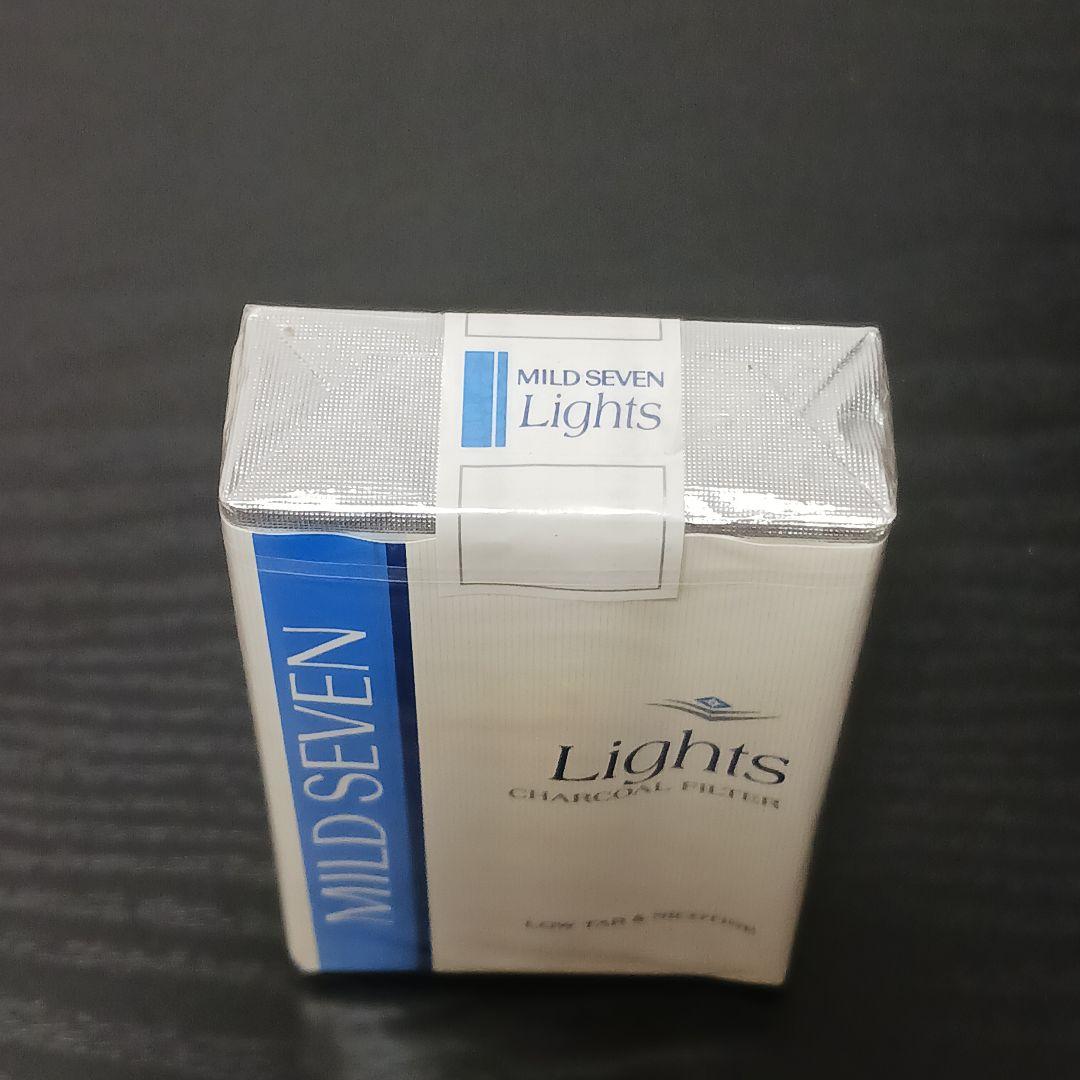 MILD SEVEN
Lights
MILD SEVEN
Lights
CHARCOAL FILTER
LOW TAR & NICOTINE